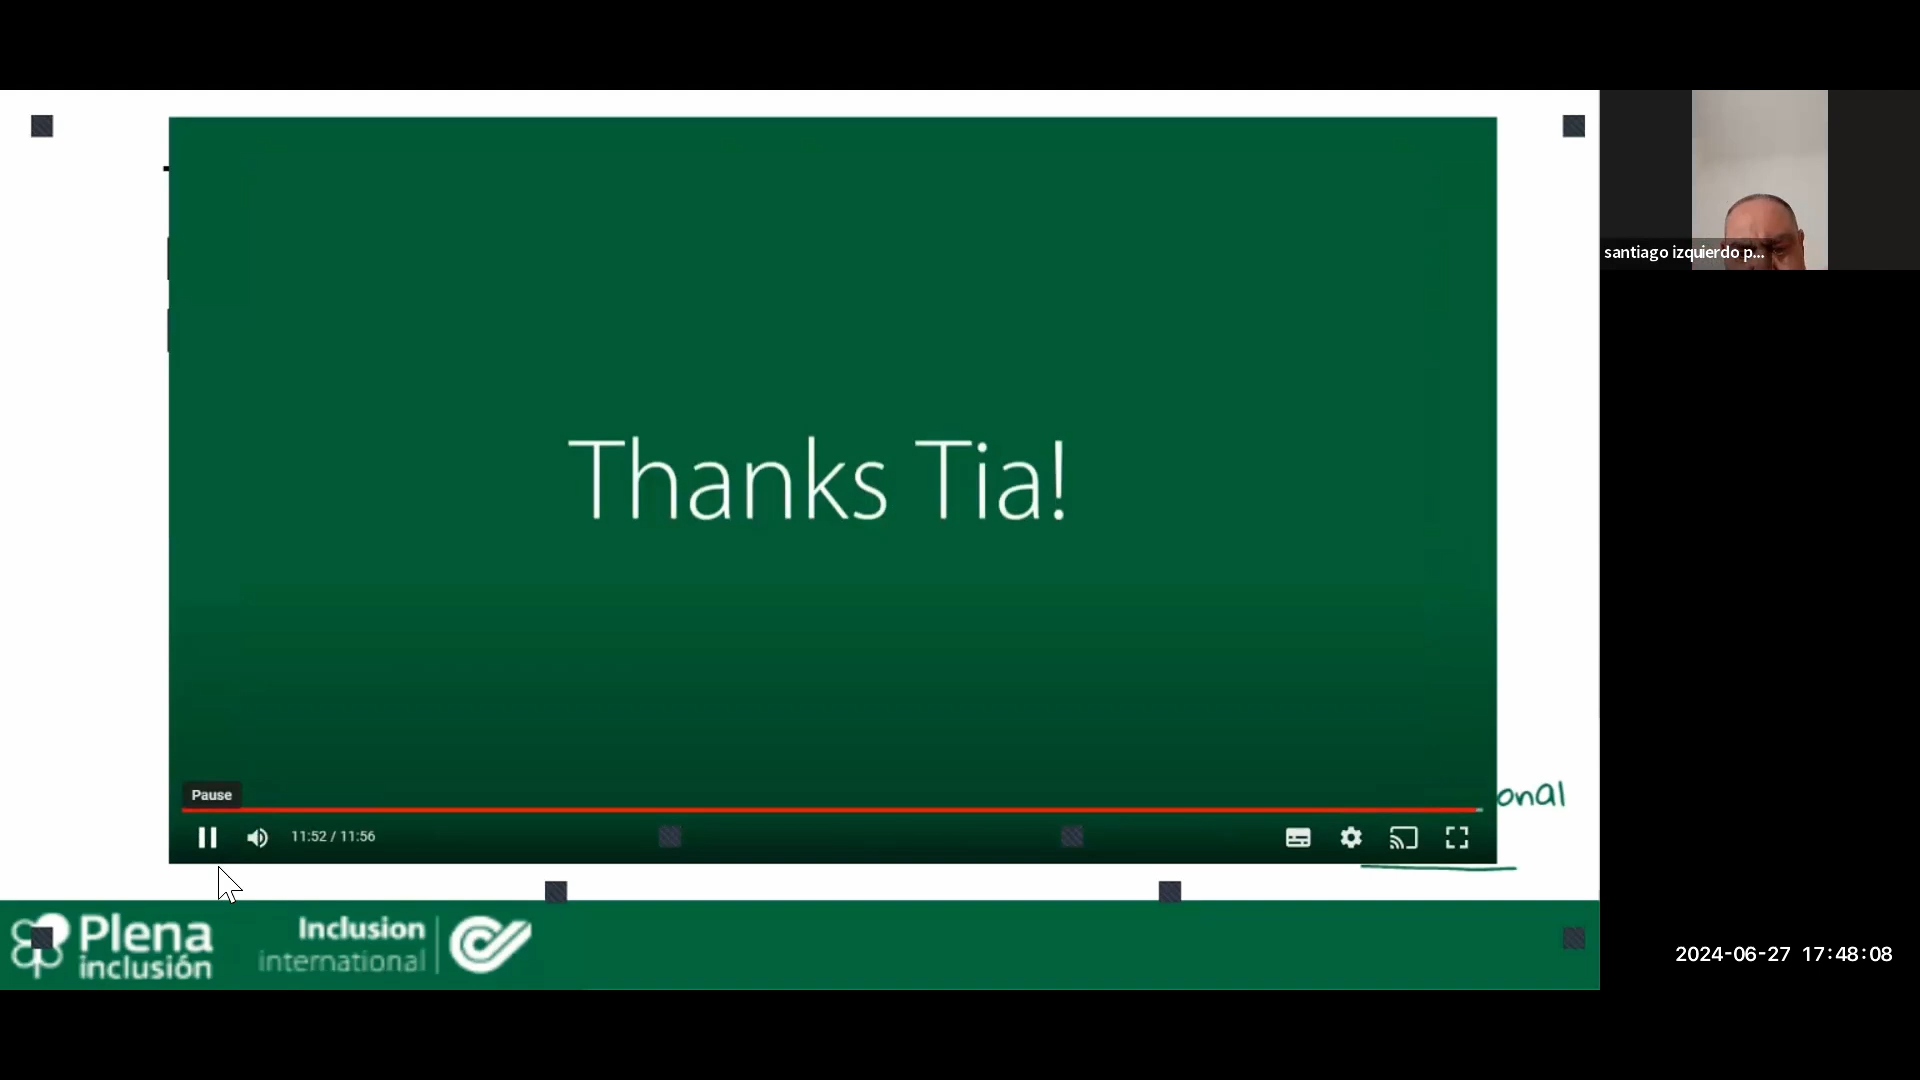 santiago izquierdo p...
Thanks Tia!
Pause
onal
11:52 / 11:56
Plena
inclusión
Inclusion
international
2024-06-27 17:48:08